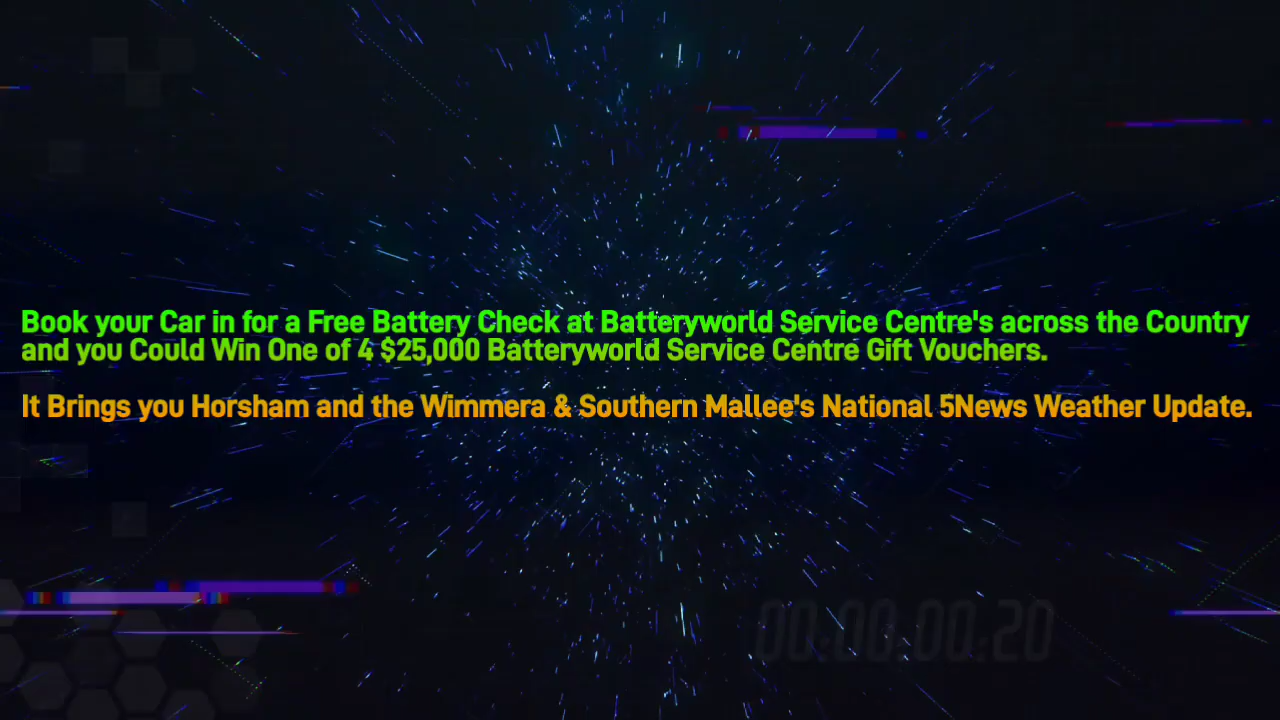 Book your Car in for a Free Battery Check at Batteryworld Service Centre's across the Country
and you Could Win One of 4 $25,000 Batteryworld Service Centre Gift Vouchers.
It Brings you Horsham and the Wimmera & Southern Mallee's National 5News Weather Update.
00:00:00.20